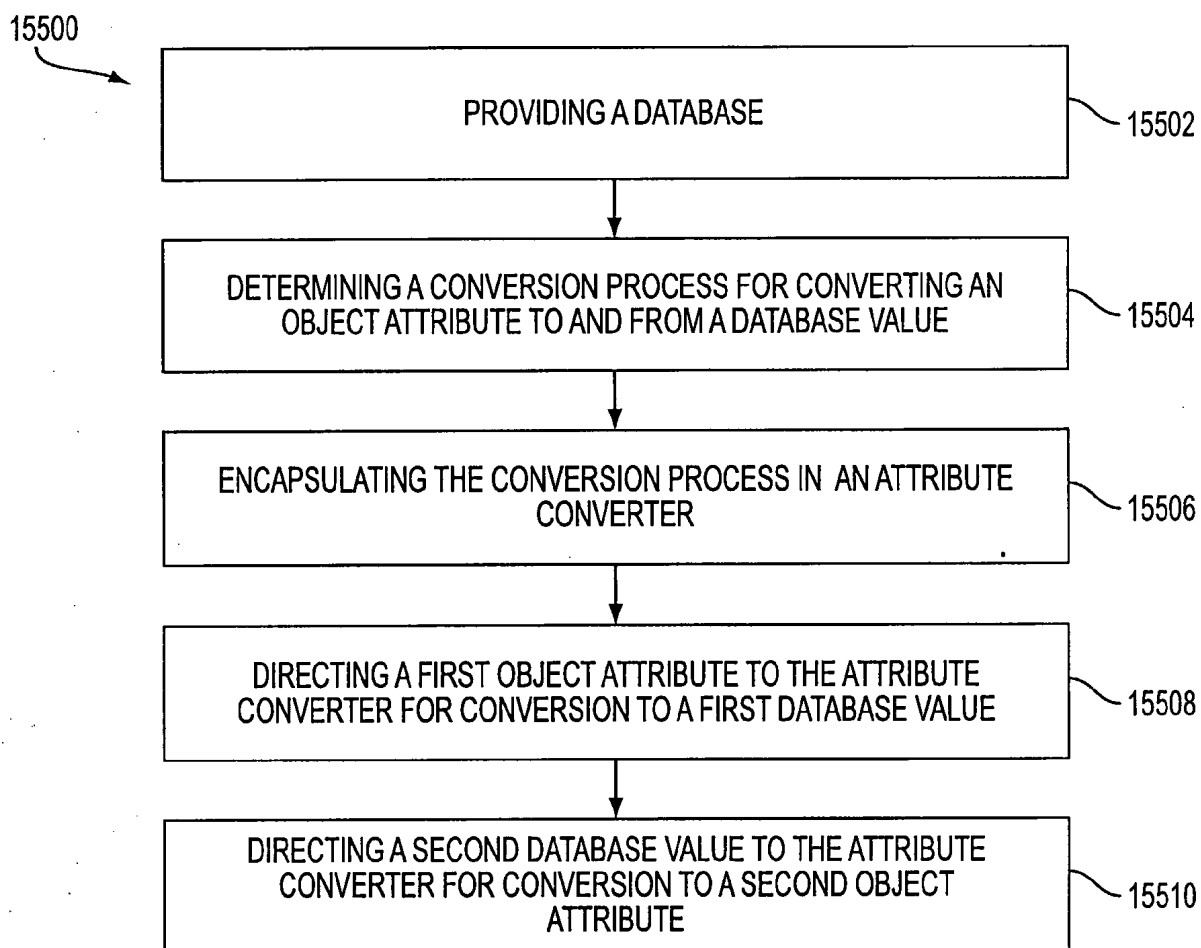 15500
PROVIDING A DATABASE
15502
DETERMINING A CONVERSION PROCESS FOR CONVERTING AN
OBJECT ATTRIBUTE TO AND FROM A DATABASE VALUE
15504
ENCAPSULATING THE CONVERSION PROCESS IN AN ATTRIBUTE
CONVERTER
15506
DIRECTING A FIRST OBJECT ATTRIBUTE TO THE ATTRIBUTE
CONVERTER FOR CONVERSION TO A FIRST DATABASE VALUE
15508
DIRECTING A SECOND DATABASE VALUE TO THE ATTRIBUTE
CONVERTER FOR CONVERSION TO A SECOND OBJECT
ATTRIBUTE
15510